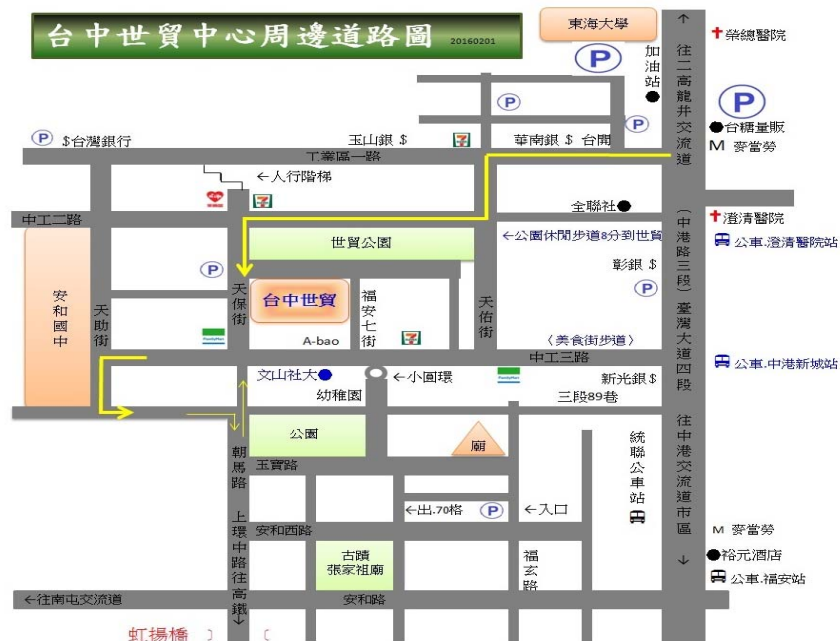 台中世貿中心周邊道路圖 20160201
東海大學
P
加油站
↑
往二高龍井交流道
榮總醫院
P
台糖量販
M 麥當勞
P
P $台灣銀行
玉山銀 $
7 ELEVEN
華南銀 $ 台開
P
工業區一路
←人行階梯
7 ELEVEN
全聯社
中工二路
世貿公園
←公園休閒步道8分到世貿
澄清醫院
公車.澄清醫院站
彰銀 $
P
P
安和國中
天助街
天保街
台中世貿
福安七街
天佑街
(中港路三段)臺灣大道四段
FamilyMart
A-bao
7 ELEVEN
(美食街步道)
中工三路
公車.中港新城站
文山社大
←小圓環
FamilyMart
新光銀$
幼稚園
三段89巷
公園
廟
朝馬路
玉寶路
統聯公車站
往中港交流道市區
↓
←出.70格
P
←入口
上環中路往高鐵
↓
安和西路
M 麥當勞
古蹟
張家祖廟
福玄路
裕元酒店
公車.福安站
←往南屯交流道
安和路
虹揚橋